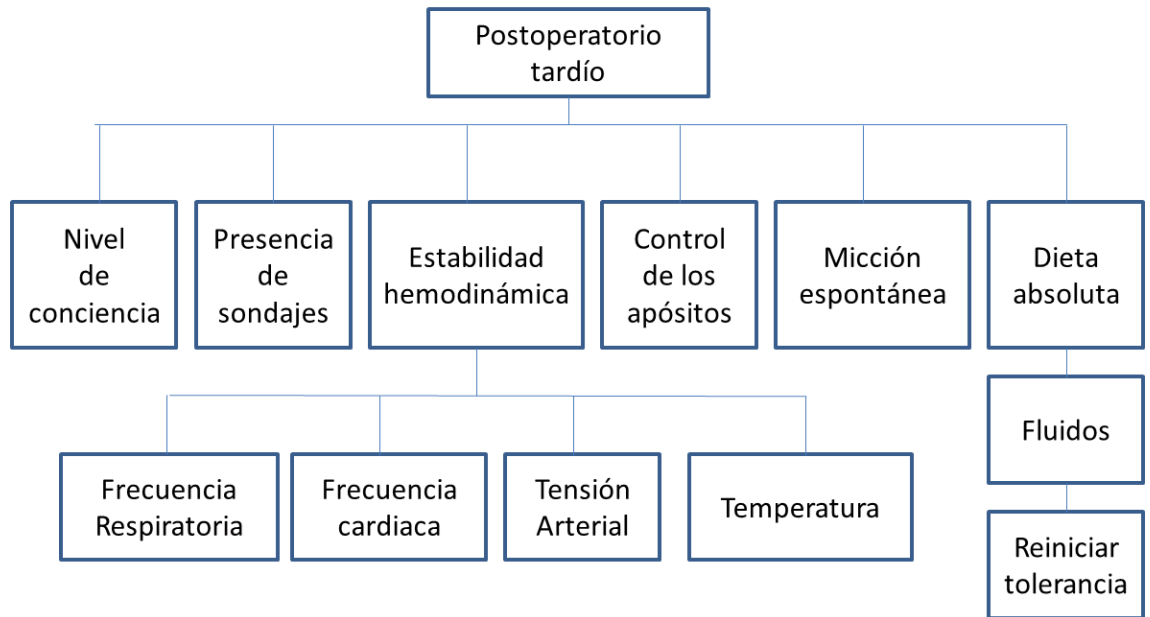 Postoperatorio
tardío
Nivel
de
conciencia
Presencia
de
sondajes
Estabilidad
hemodinámica
Control
de los
apósitos
Micción
espontánea
Dieta
absoluta
Fluidos
Reiniciar
tolerancia
Frecuencia
Respiratoria
Frecuencia
cardiaca
Tensión
Arterial
Temperatura